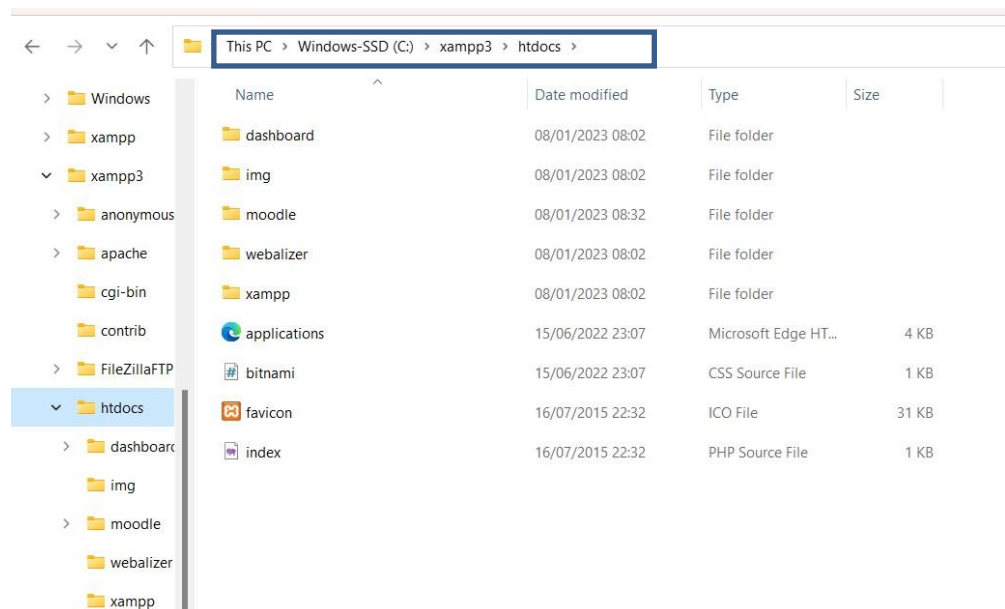 This PC > Windows-SSD (C:) > xampp3 > htdocs >
Name Date modified Type Size
Windows
xampp
xampp3
anonymous
apache
cgi-bin
contrib
FileZillaFTP
htdocs
dashboard
img
moodle
webalizer
xampp
dashboard 08/01/2023 08:02 File folder
img 08/01/2023 08:02 File folder
moodle 08/01/2023 08:32 File folder
webalizer 08/01/2023 08:02 File folder
xampp 08/01/2023 08:02 File folder
applications 15/06/2022 23:07 Microsoft Edge HT... 4 KB
bitnami 15/06/2022 23:07 CSS Source File 1 KB
favicon 16/07/2015 22:32 ICO File 31 KB
index 16/07/2015 22:32 PHP Source File 1 KB